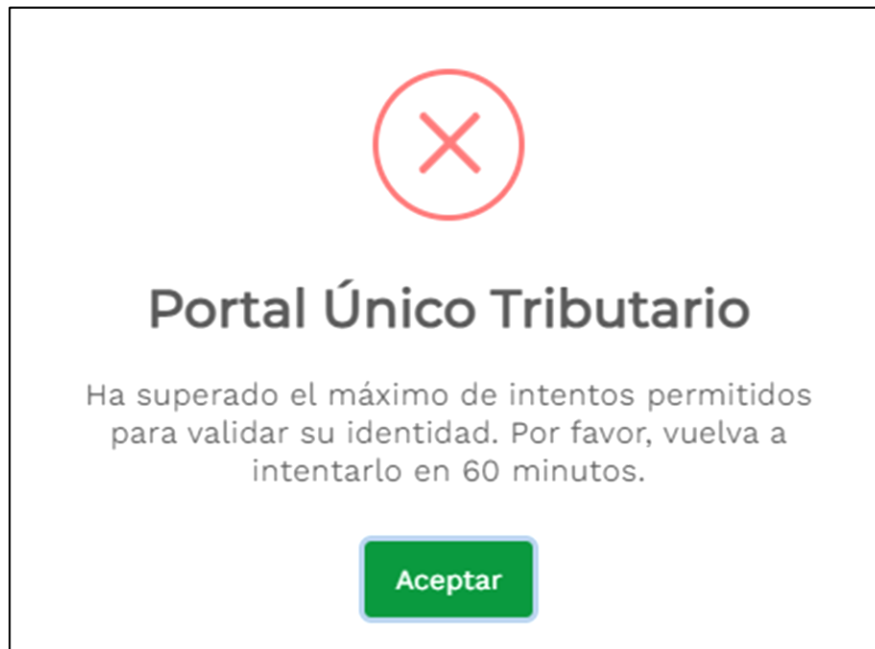 Portal Único Tributario
Ha superado el máximo de intentos permitidos
para validar su identidad. Por favor, vuelva a
intentarlo en 60 minutos.
Aceptar